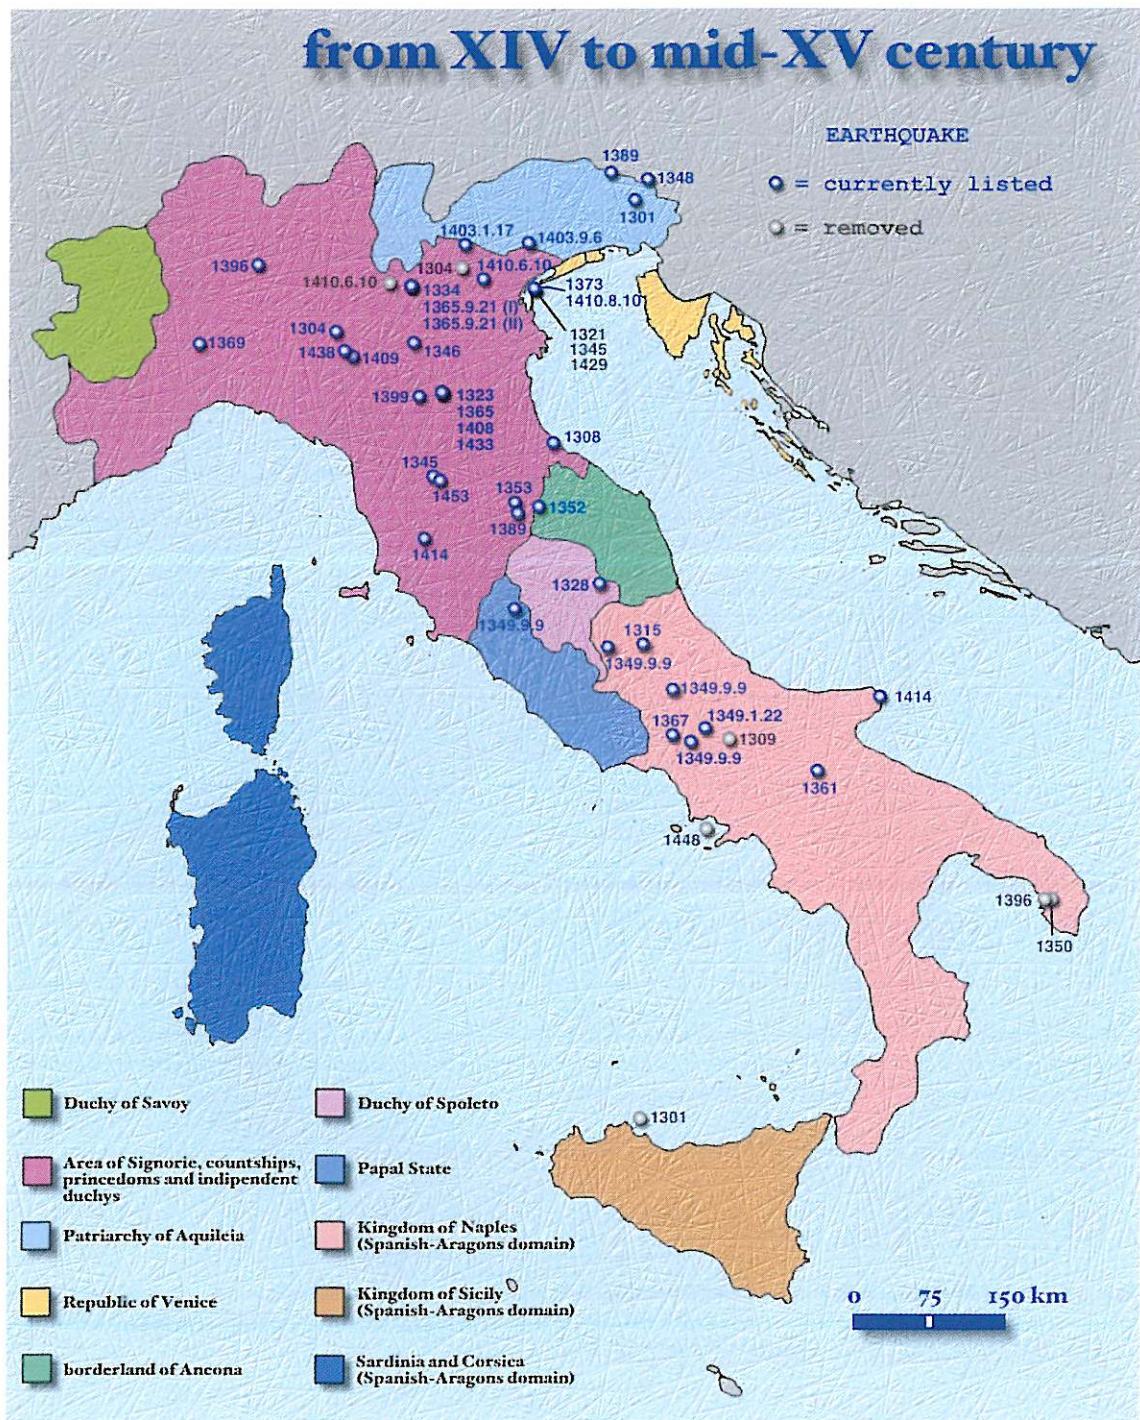 from XIV to mid-XV century
EARTHQUAKE
= currently listed
= removed
1389
1348
1301
1403.1.17
1403.9.6
1396
1304
1410.6.10
1410.6.10
1334
1365.9.21 (I)
1365.9.21 (II)
1373
1410.8.10
1321
1345
1429
1304
1369
1438
1409
1346
1399
1323
1365
1408
1433
1308
1345
1453
1353
1352
1389
1414
1328
1349.9.9
1315
1349.9.9
1349.9.9
1414
1367
1349.1.22
1309
1349.9.9
1361
1448
1396
1350
1301
Duchy of Savoy
Area of Signorie, countships,
princedoms and indipendent
duchys
Patriarchy of Aquileia
Republic of Venice
borderland of Ancona
Duchy of Spoleto
Papal State
Kingdom of Naples
(Spanish-Aragons domain)
Kingdom of Sicily
(Spanish-Aragons domain)
Sardinia and Corsica
(Spanish-Aragons domain)
0 75 150 km